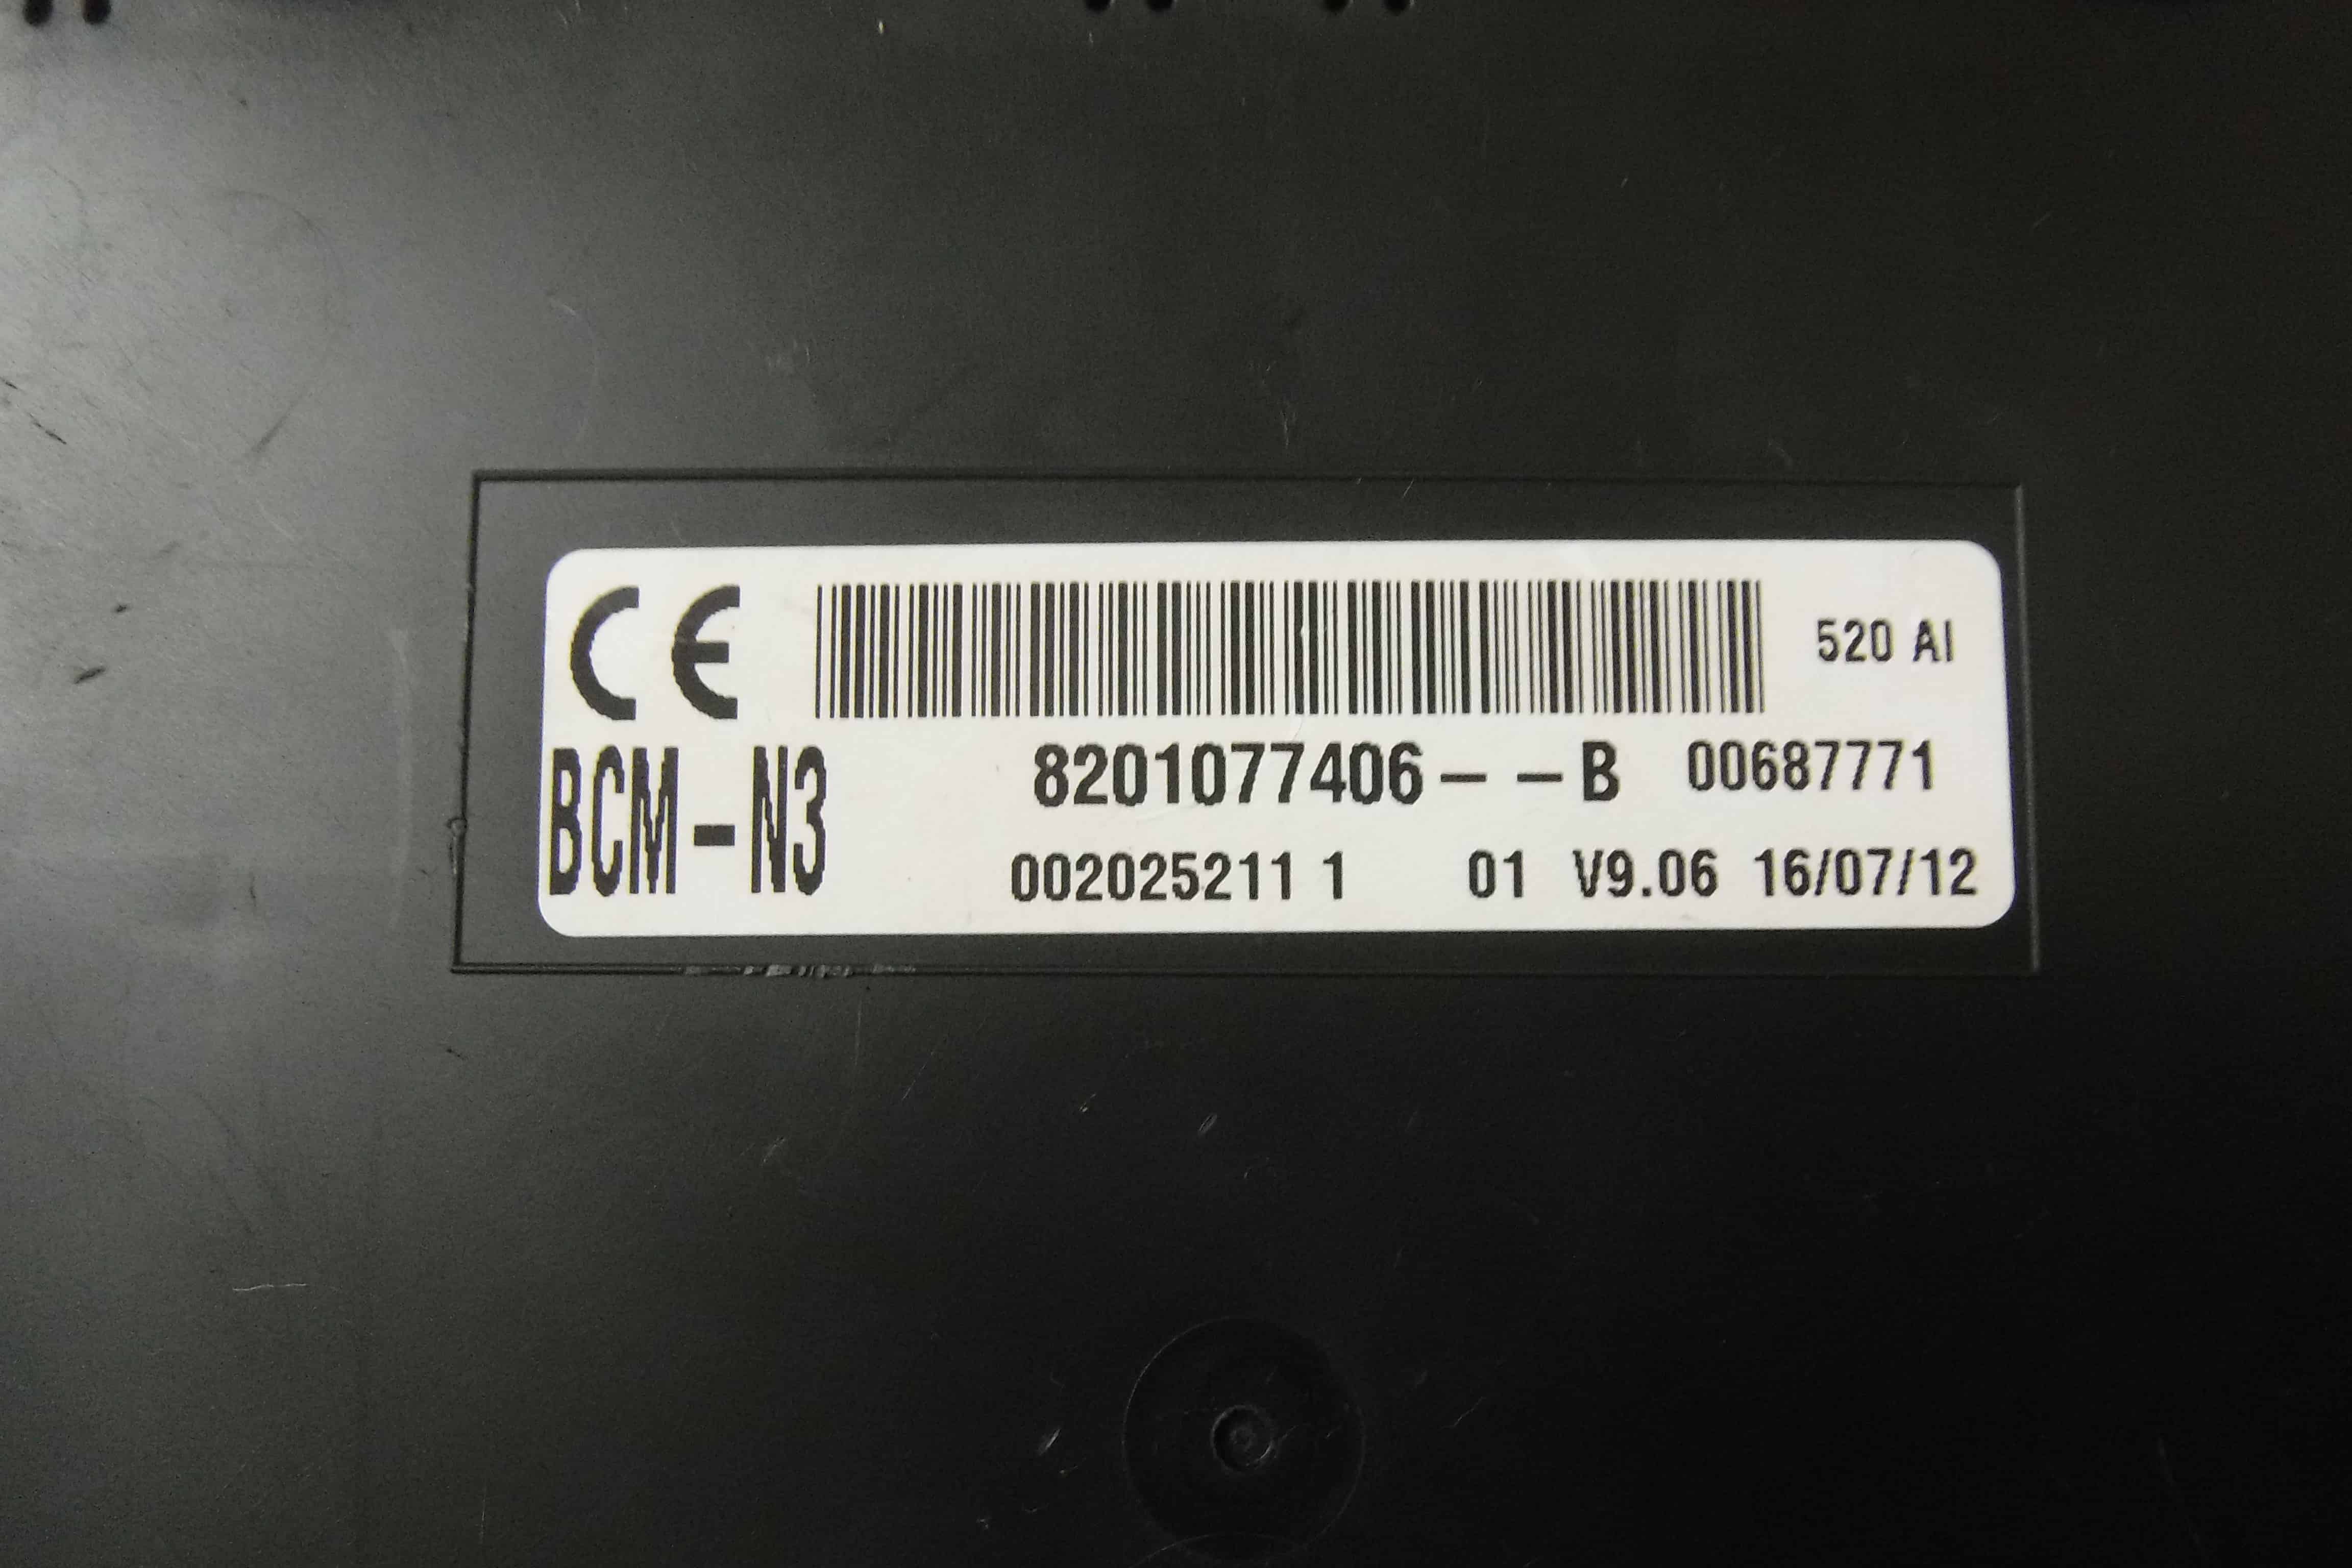 CE 520 AI
BCM-N3 8201077406--B 00687771
002025211 1 01 V9.06 16/07/12